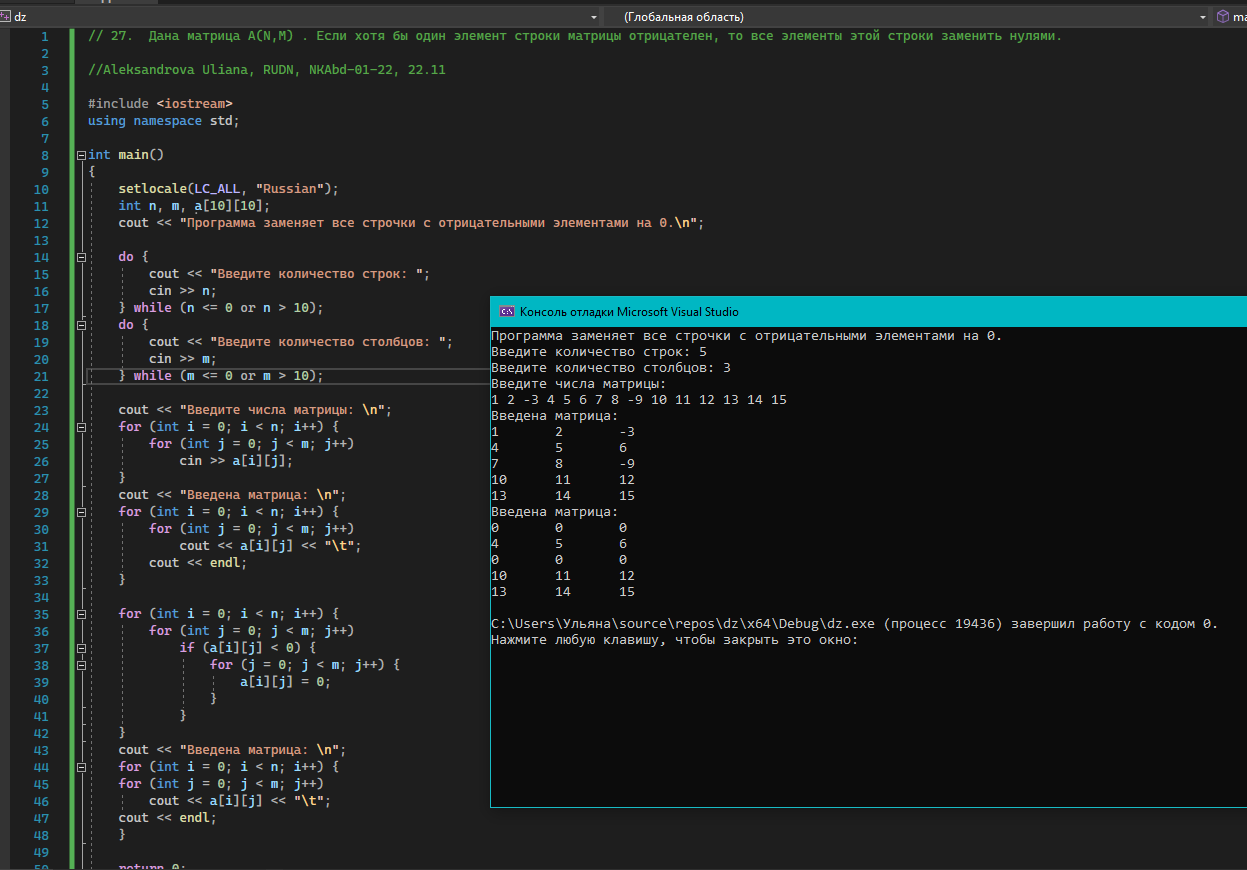 dz (Глобальная область)
1 // 27. Дана матрица A(N,M) . Если хотя бы один элемент строки матрицы отрицателен, то все элементы этой строки заменить нулями.
2
3 //Aleksandrova Uliana, RUDN, NKAbd-01-22, 22.11
4
5 #include <iostream>
6 using namespace std;
7
8 int main()
9 {
10 setlocale(LC_ALL, "Russian");
11 int n, m, a[10][10];
12 cout << "Программа заменяет все строчки с отрицательными элементами на 0.\n";
13
14 do {
15 cout << "Введите количество строк: ";
16 cin >> n;
17 } while (n <= 0 or n > 10);
18 do {
19 cout << "Введите количество столбцов: ";
20 cin >> m;
21 } while (m <= 0 or m > 10);
22
23 cout << "Введите числа матрицы: \n";
24 for (int i = 0; i < n; i++) {
25 for (int j = 0; j < m; j++)
26 cin >> a[i][j];
27 }
28 cout << "Введена матрица: \n";
29 for (int i = 0; i < n; i++) {
30 for (int j = 0; j < m; j++)
31 cout << a[i][j] << "\t";
32 cout << endl;
33 }
34
35 for (int i = 0; i < n; i++) {
36 for (int j = 0; j < m; j++)
37 if (a[i][j] < 0) {
38 for (j = 0; j < m; j++) {
39 a[i][j] = 0;
40 }
41 }
42 }
43 cout << "Введена матрица: \n";
44 for (int i = 0; i < n; i++) {
45 for (int j = 0; j < m; j++)
46 cout << a[i][j] << "\t";
47 cout << endl;
48 }
49
50 return 0;
Консоль отладки Microsoft Visual Studio
Программа заменяет все строчки с отрицательными элементами на 0.
Введите количество строк: 5
Введите количество столбцов: 3
Введите числа матрицы:
1 2 -3 4 5 6 7 8 -9 10 11 12 13 14 15
Введена матрица:
1 2 -3
4 5 6
7 8 -9
10 11 12
13 14 15
Введена матрица:
0 0 0
4 5 6
0 0 0
10 11 12
13 14 15
C:\Users\Ульяна\source\repos\dz\x64\Debug\dz.exe (процесс 19436) завершил работу с кодом 0.
Нажмите любую клавишу, чтобы закрыть это окно: